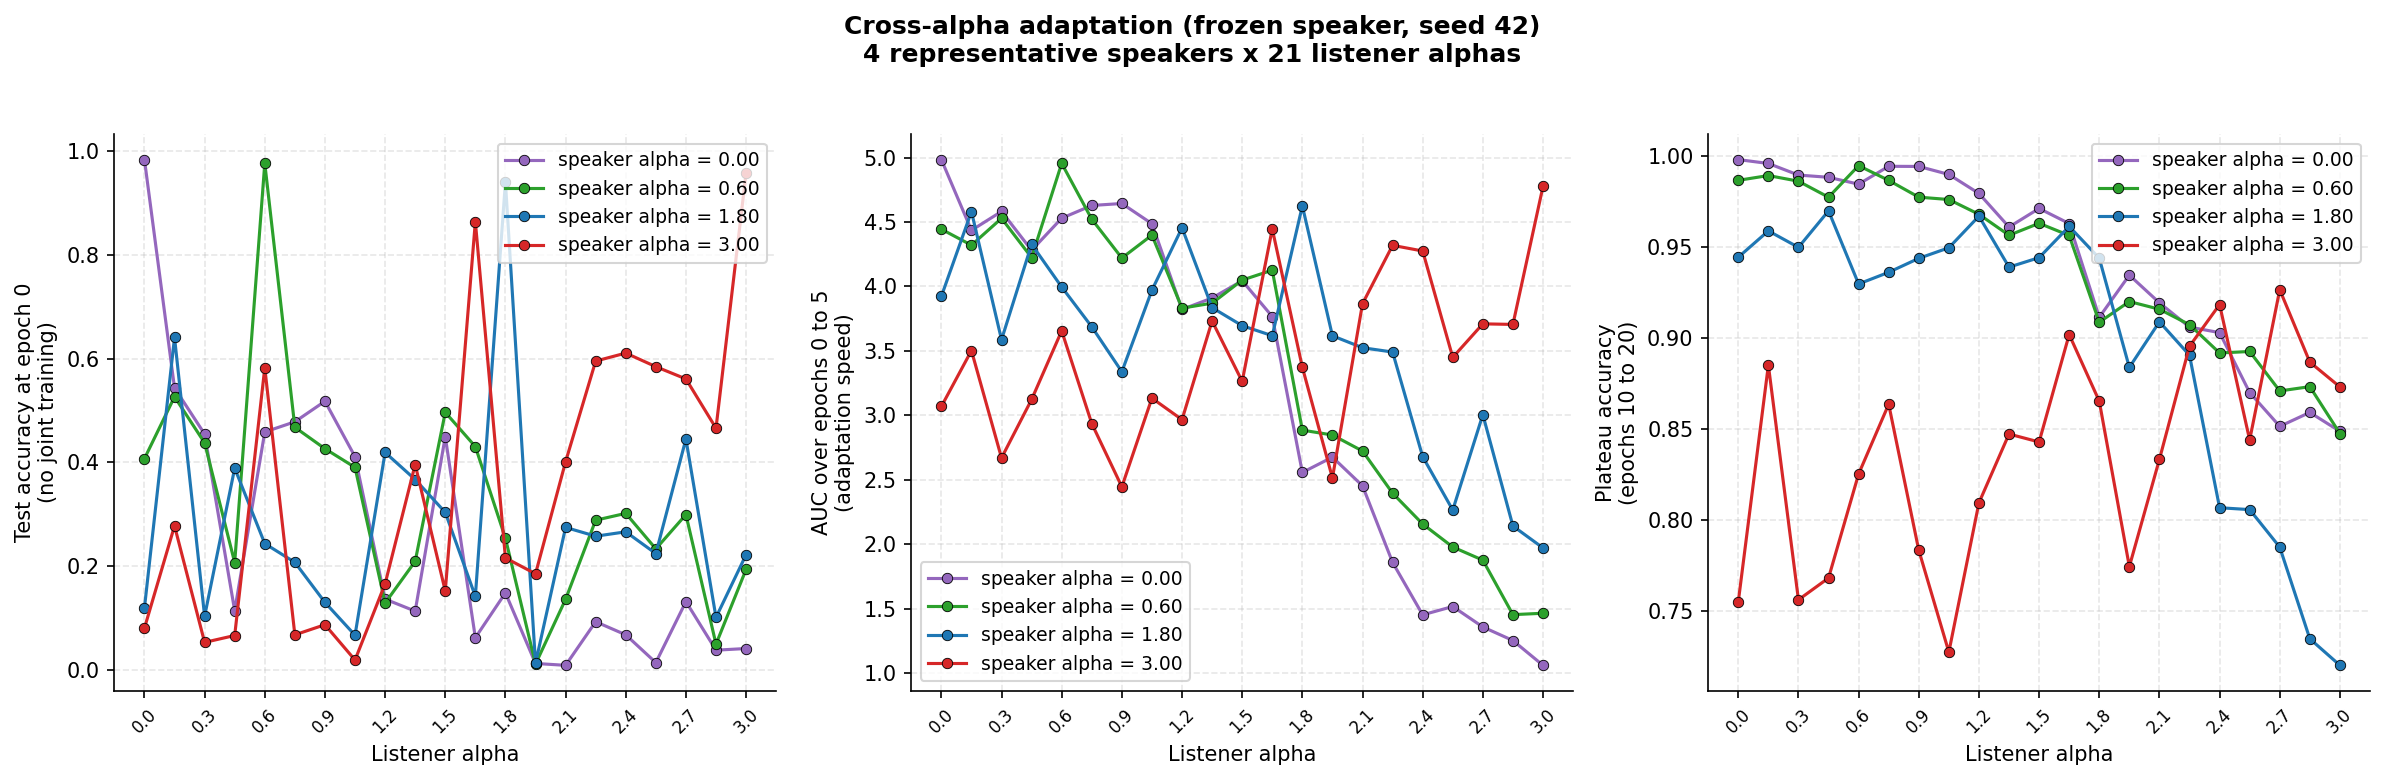 Cross-alpha adaptation (frozen speaker, seed 42)
4 representative speakers x 21 listener alphas
Test accuracy at epoch 0
(no joint training)
1.0
0.8
0.6
0.4
0.2
0.0
speaker alpha = 0.00
speaker alpha = 0.60
speaker alpha = 1.80
speaker alpha = 3.00
0.0 0.3 0.6 0.9 1.2 1.5 1.8 2.1 2.4 2.7 3.0
Listener alpha
AUC over epochs 0 to 5
(adaptation speed)
5.0
4.5
4.0
3.5
3.0
2.5
2.0
1.5
1.0
speaker alpha = 0.00
speaker alpha = 0.60
speaker alpha = 1.80
speaker alpha = 3.00
0.0 0.3 0.6 0.9 1.2 1.5 1.8 2.1 2.4 2.7 3.0
Listener alpha
Plateau accuracy
(epochs 10 to 20)
1.00
0.95
0.90
0.85
0.80
0.75
speaker alpha = 0.00
speaker alpha = 0.60
speaker alpha = 1.80
speaker alpha = 3.00
0.0 0.3 0.6 0.9 1.2 1.5 1.8 2.1 2.4 2.7 3.0
Listener alpha